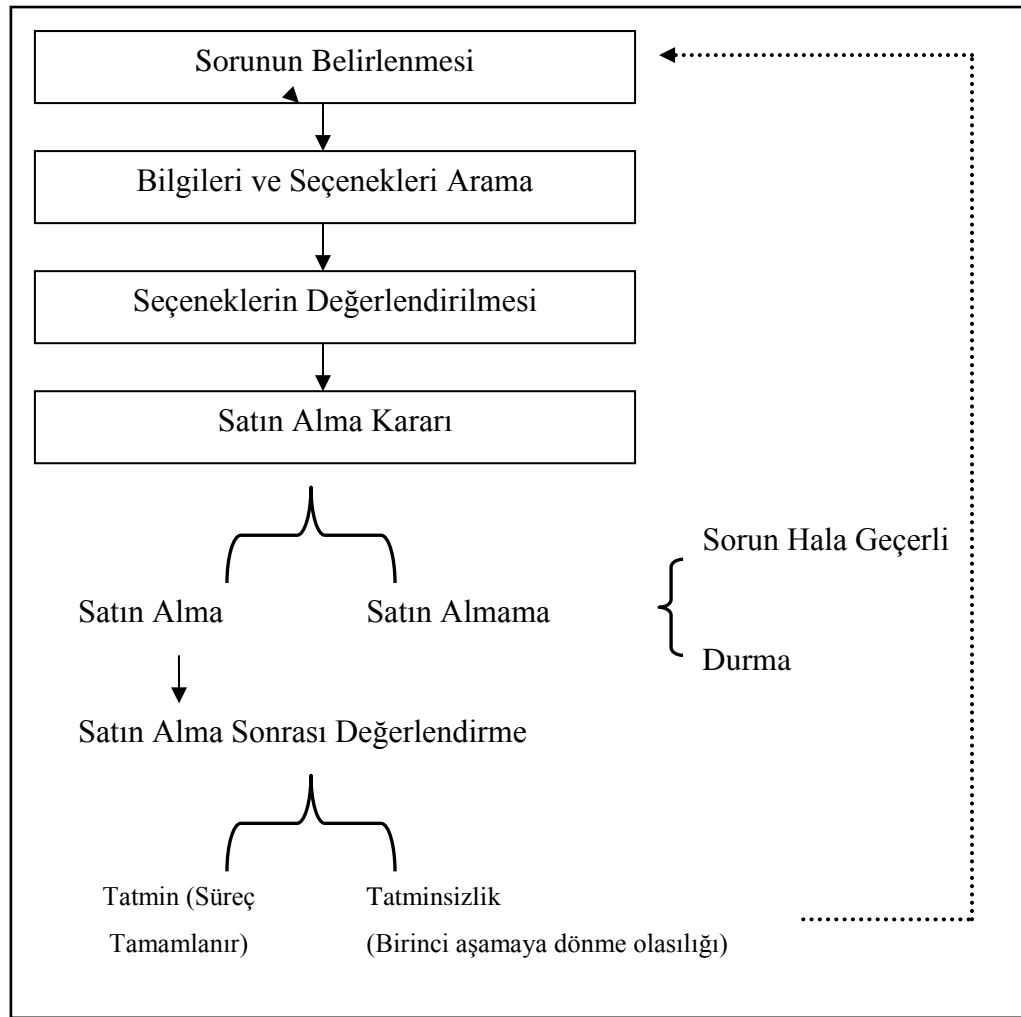 Sorunun Belirlenmesi
Bilgileri ve Seçenekleri Arama
Seçeneklerin Değerlendirilmesi
Satın Alma Kararı
Sorun Hala Geçerli
Satın Alma
Satın Almama
Durma
Satın Alma Sonrası Değerlendirme
Tatmin (Süreç
Tamamlanır)
Tatminsizlik
(Birinci aşamaya dönme olasılığı)